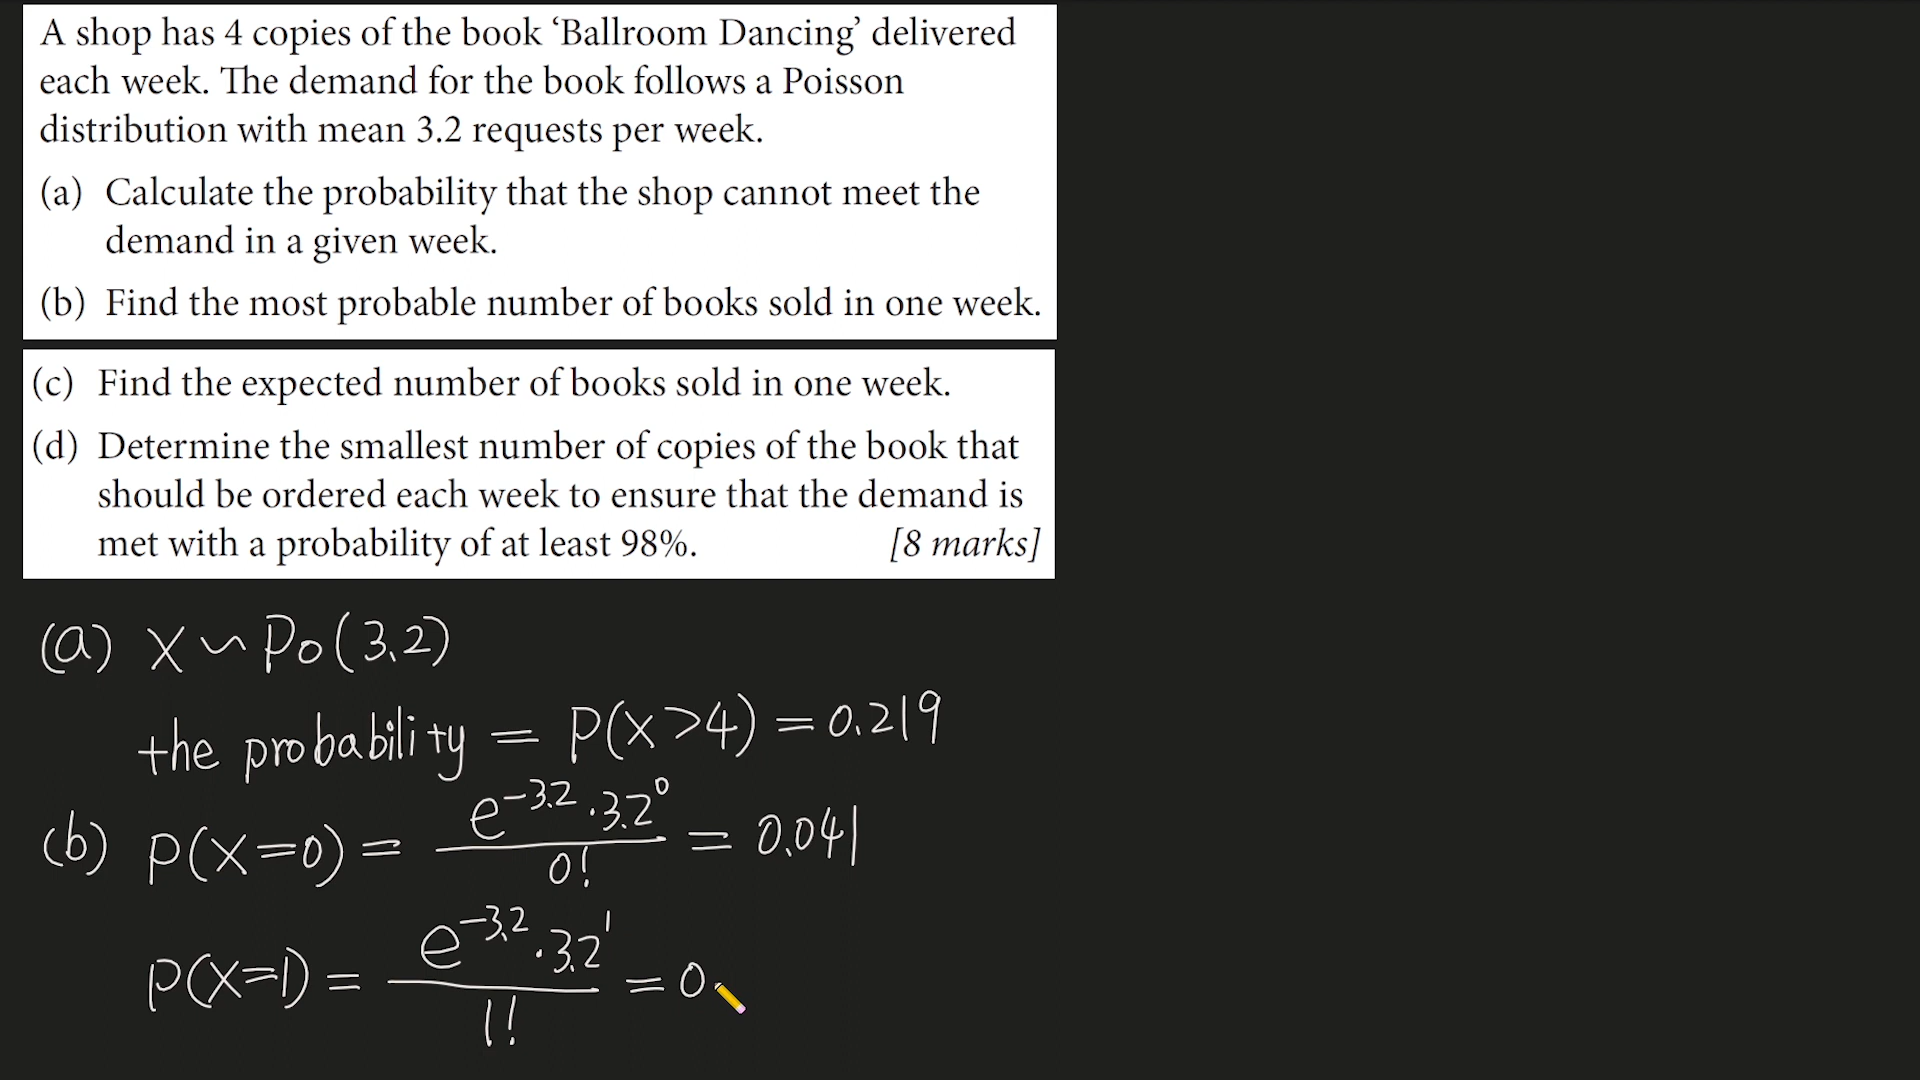 A shop has 4 copies of the book ‘Ballroom Dancing’ delivered
each week. The demand for the book follows a Poisson
distribution with mean 3.2 requests per week.
(a) Calculate the probability that the shop cannot meet the
demand in a given week.
(b) Find the most probable number of books sold in one week.
(c) Find the expected number of books sold in one week.
(d) Determine the smallest number of copies of the book that
should be ordered each week to ensure that the demand is
met with a probability of at least 98%. [8 marks]
(a) X ~ Po(3.2)
the probability = P(X>4) = 0.219
(b) P(X=0) = e^-3.2 · 3.2^0 / 0! = 0.041
P(X=1) = e^-3.2 · 3.2^1 / 1! = 0.